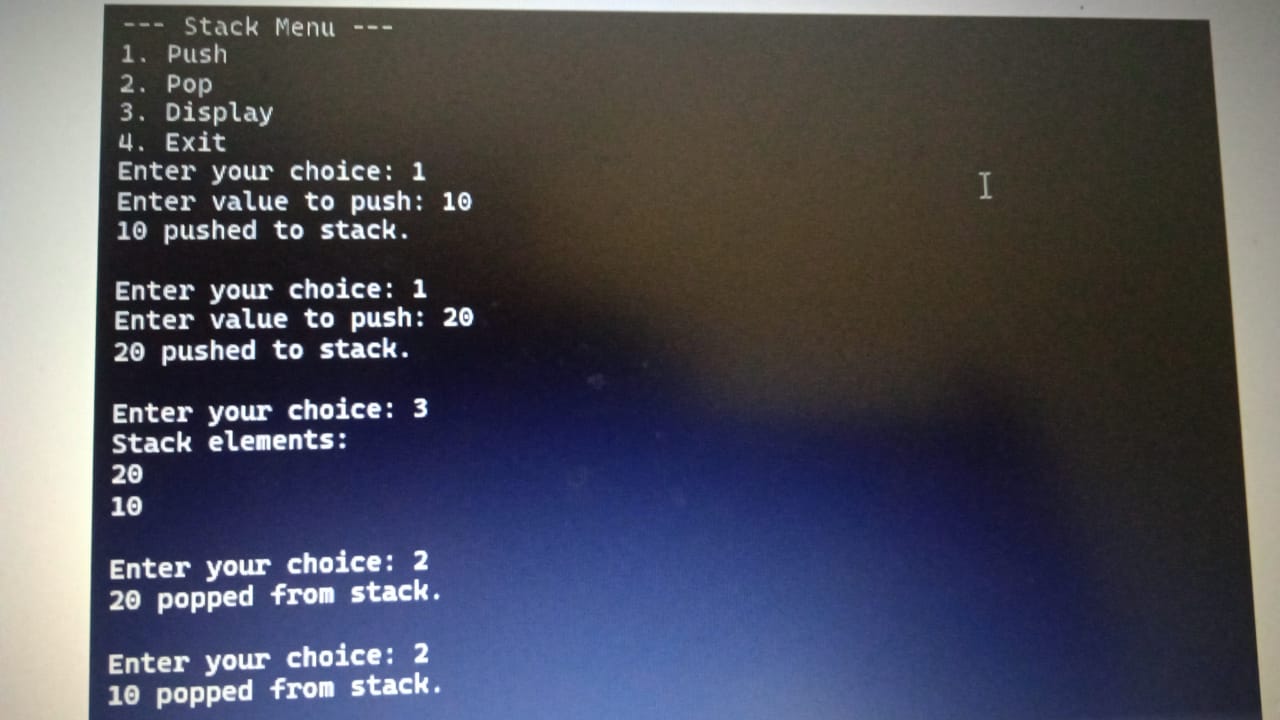 --- Stack Menu ---
1. Push
2. Pop
3. Display
4. Exit
Enter your choice: 1
Enter value to push: 10
10 pushed to stack.
Enter your choice: 1
Enter value to push: 20
20 pushed to stack.
Enter your choice: 3
Stack elements:
20
10
Enter your choice: 2
20 popped from stack.
Enter your choice: 2
10 popped from stack.